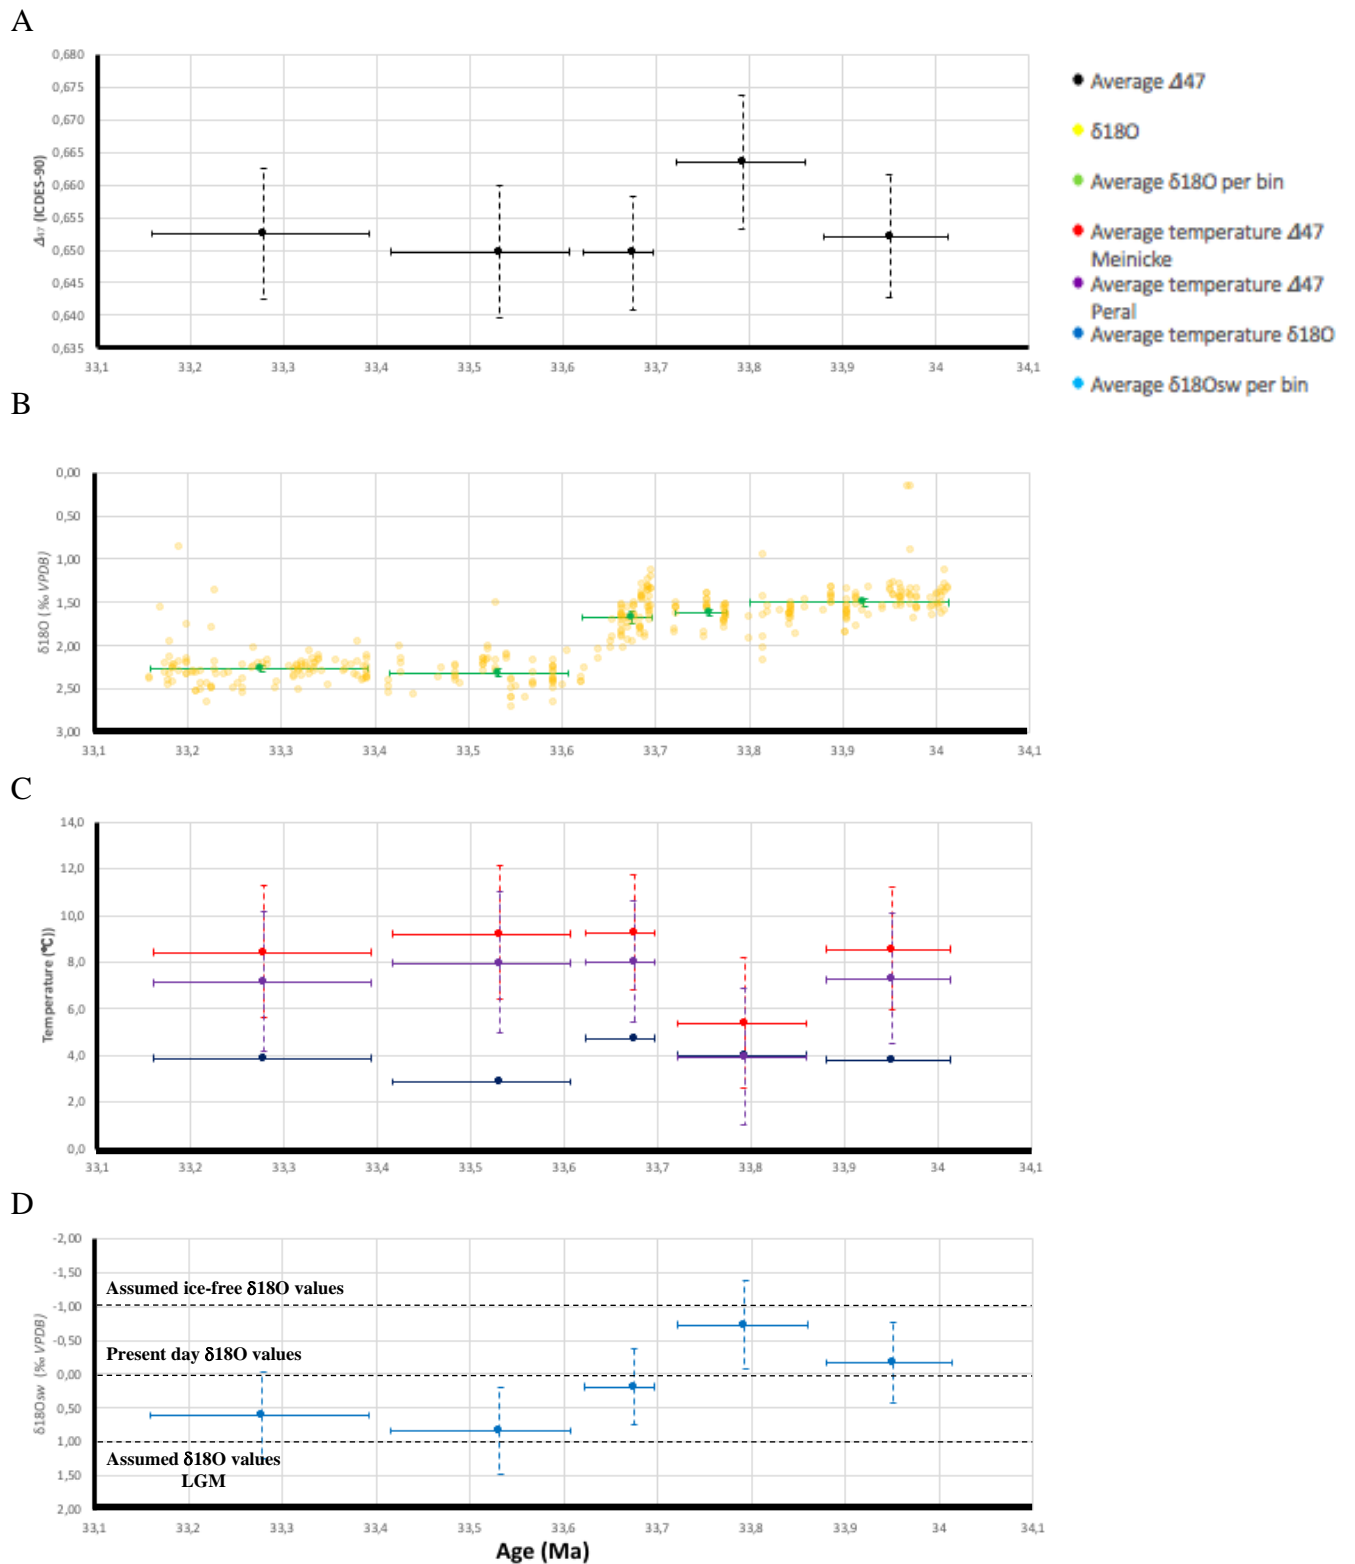 A
0,680
0,675
0,670
0,665
0,660
0,655
0,650
0,645
0,640
0,635
Δ47 (ICDES-90)
33,1 33,2 33,3 33,4 33,5 33,6 33,7 33,8 33,9 34 34,1
Average Δ47
δ18O
Average δ18O per bin
Average temperature Δ47
Meinicke
Average temperature Δ47
Peral
Average temperature δ18O
Average δ18Osw per bin
B
0,00
0,50
1,00
1,50
2,00
2,50
3,00
δ18O (‰ VPDB)
33,1 33,2 33,3 33,4 33,5 33,6 33,7 33,8 33,9 34 34,1
C
14,0
12,0
10,0
8,0
6,0
4,0
2,0
0,0
Temperature (°C))
33,1 33,2 33,3 33,4 33,5 33,6 33,7 33,8 33,9 34 34,1
D
-2,00
-1,50
-1,00
-0,50
0,00
0,50
1,00
1,50
2,00
δ18Osw (‰ VPDB)
Assumed ice-free δ18O values
Present day δ18O values
Assumed δ18O values
LGM
33,1 33,2 33,3 33,4 33,5 33,6 33,7 33,8 33,9 34 34,1
Age (Ma)